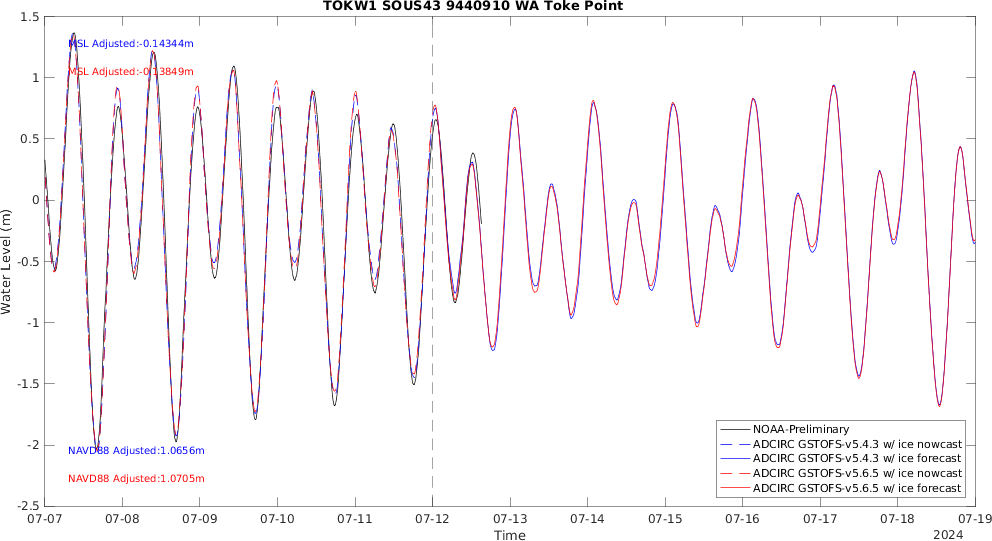 TOKW1 SOUS43 9440910 WA Toke Point
1.5
1
0.5
0
-0.5
-1
-1.5
-2
-2.5
Water Level (m)
MSL Adjusted:-0.14344m
MSL Adjusted:-0.13849m
NAVD88 Adjusted:1.0656m
NAVD88 Adjusted:1.0705m
NOAA-Preliminary
ADCIRC GSTOFS-v5.4.3 w/ ice nowcast
ADCIRC GSTOFS-v5.4.3 w/ ice forecast
ADCIRC GSTOFS-v5.6.5 w/ ice nowcast
ADCIRC GSTOFS-v5.6.5 w/ ice forecast
07-07 07-08 07-09 07-10 07-11 07-12 07-13 07-14 07-15 07-16 07-17 07-18 07-19
Time
2024